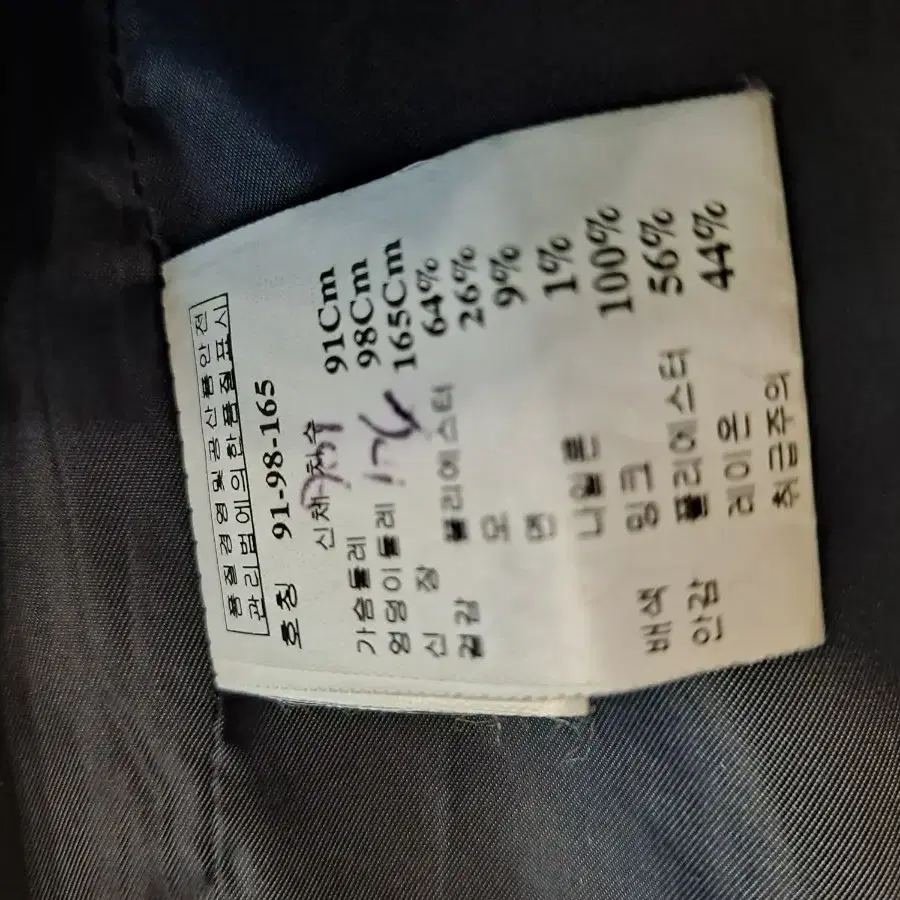 품질경영및공산품안전
관리법에의한품질표시
호칭 91-98-165
신체치수
가슴둘레 91Cm
엉덩이둘레 98Cm
신장 165Cm
겉감 폴리에스터 64%
모 26%
면 9%
나일론 1%
배색 밍크 100%
안감 폴리에스터 56%
레이온 44%
취급주의